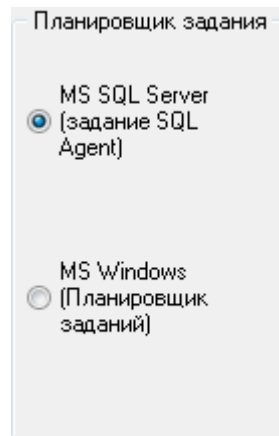 Планировщик задания
MS SQL Server
(задание SQL
Agent)
MS Windows
(Планировщик
заданий)